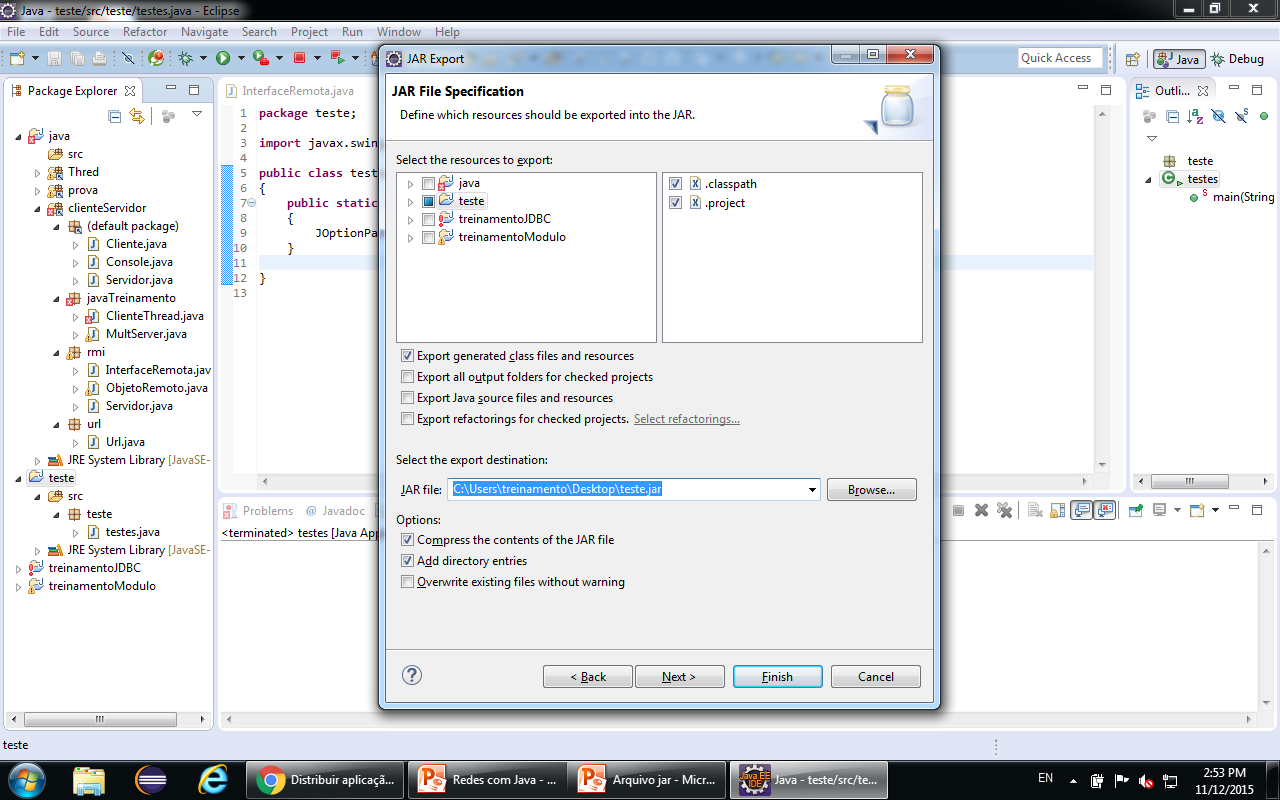 Java - teste/src/teste/testes.java - Eclipse
File Edit Source Refactor Navigate Search Project Run Window Help
Quick Access
Java
Debug
Package Explorer
java
src
Thred
prova
clienteServidor
(default package)
Cliente.java
Console.java
Servidor.java
javaTreinamento
ClienteThread.java
MultServer.java
rmi
InterfaceRemota.jav
ObjetoRemoto.java
Servidor.java
url
Url.java
JRE System Library [JavaSE-
teste
src
teste
testes.java
JRE System Library [JavaSE-
treinamentoJDBC
treinamentoModulo
InterfaceRemota.java
1 package teste;
2
3 import javax.swin
4
5 public class test
6 {
7 public static
8 {
9 JOptionPa
10 }
11
12 }
13
Problems @ Javadoc
<terminated> testes [Java App
JAR Export
JAR File Specification
Define which resources should be exported into the JAR.
Select the resources to export:
java
teste
treinamentoJDBC
treinamentoModulo
.classpath
.project
Export generated class files and resources
Export all output folders for checked projects
Export Java source files and resources
Export refactorings for checked projects. Select refactorings...
Select the export destination:
JAR file: C:\Users\treinamento\Desktop\teste.jar Browse...
Options:
Compress the contents of the JAR file
Add directory entries
Overwrite existing files without warning
? < Back Next > Finish Cancel
Outli...
teste
testes
S main(String
teste
Distribuir aplicaçã...
Redes com Java - ...
Arquivo jar - Micr...
Java - teste/src/te...
EN
2:53 PM
11/12/2015